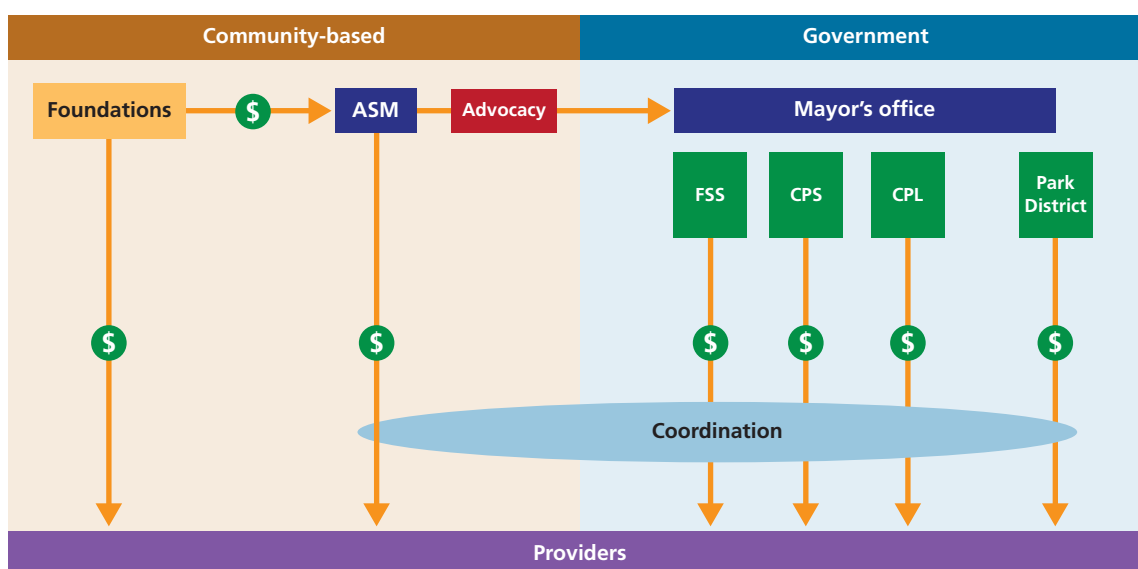 Community-based
Government
Foundations
$
ASM
Advocacy
Mayor's office
FSS
CPS
CPL
Park
District
$
$
$
$
$
$
Coordination
Providers